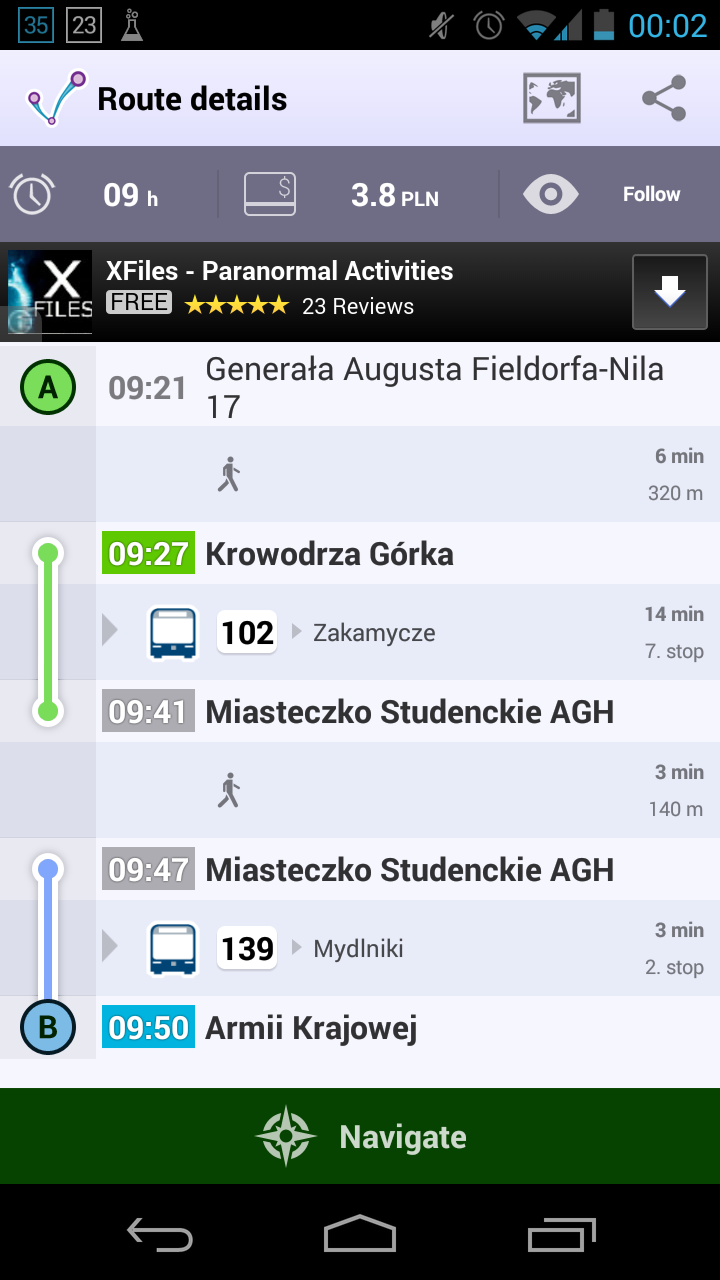 35 23 00:02
Route details
09 h $ 3.8 PLN Follow
X FILES
XFiles - Paranormal Activities
FREE 23 Reviews
A 09:21 Generała Augusta Fieldorfa-Nila
17
6 min
320 m
09:27 Krowodrza Górka
102 Zakamycze
14 min
7. stop
09:41 Miasteczko Studenckie AGH
3 min
140 m
09:47 Miasteczko Studenckie AGH
139 Mydlniki
3 min
2. stop
B 09:50 Armii Krajowej
Navigate